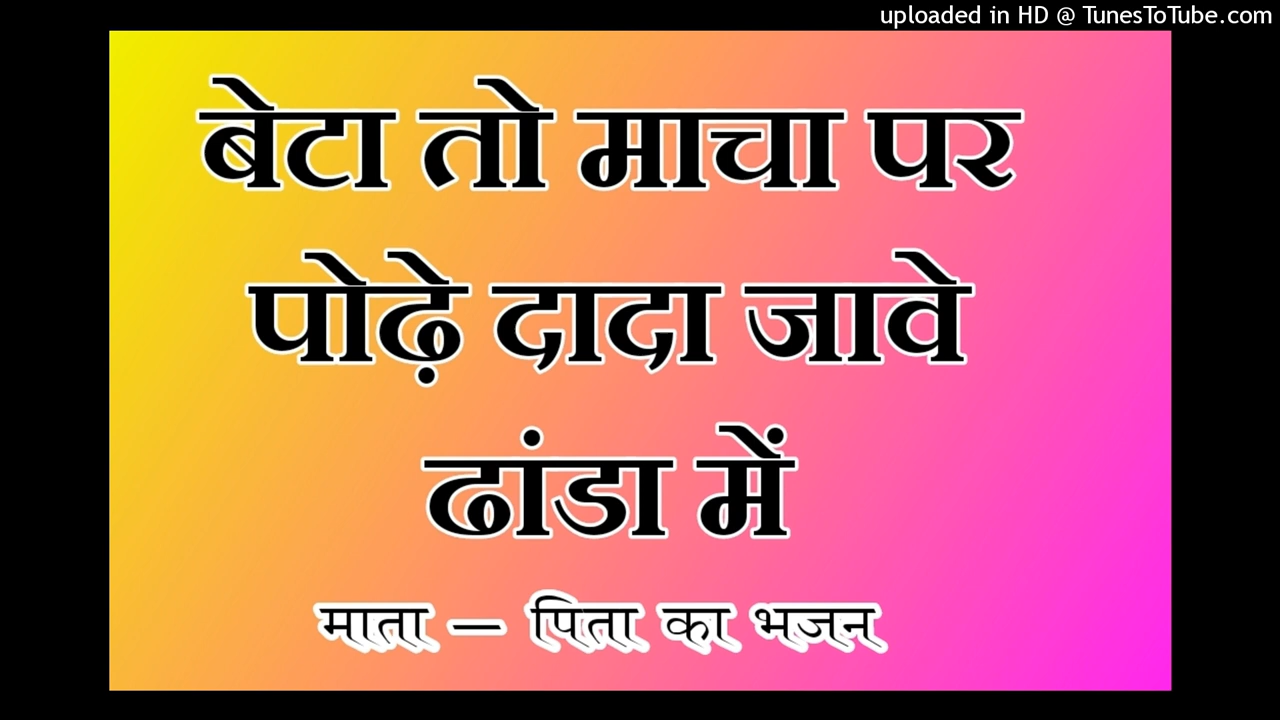 uploaded in HD @ TunesToTube.com
बेटा तो माचा पर
पोढ़े दादा जावे
ढांडा में
माता – पिता का भजन